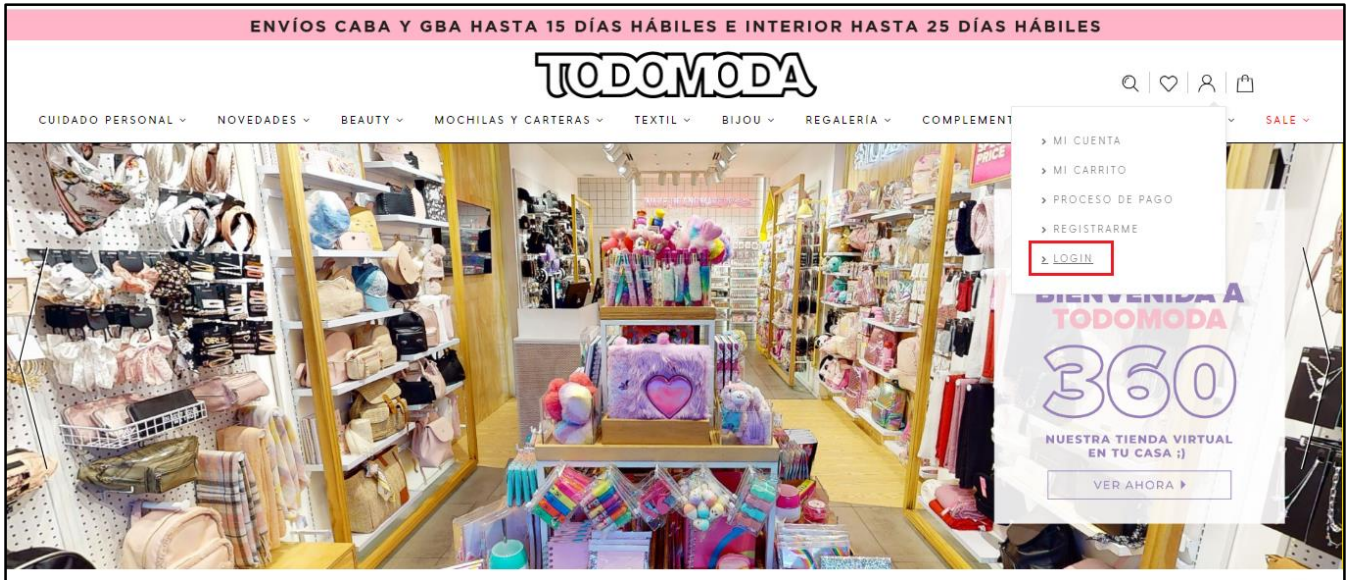 ENVÍOS CABA Y GBA HASTA 15 DÍAS HÁBILES E INTERIOR HASTA 25 DÍAS HÁBILES
TODOMODA
CUIDADO PERSONAL NOVEDADES BEAUTY MOCHILAS Y CARTERAS TEXTIL BIJOU REGALERÍA COMPLEMENT SALE
> MI CUENTA
> MI CARRITO
> PROCESO DE PAGO
> REGISTRARME
> LOGIN
PRICE
BIENVENIDA A
TODOMODA
360
NUESTRA TIENDA VIRTUAL
EN TU CASA ;)
VER AHORA